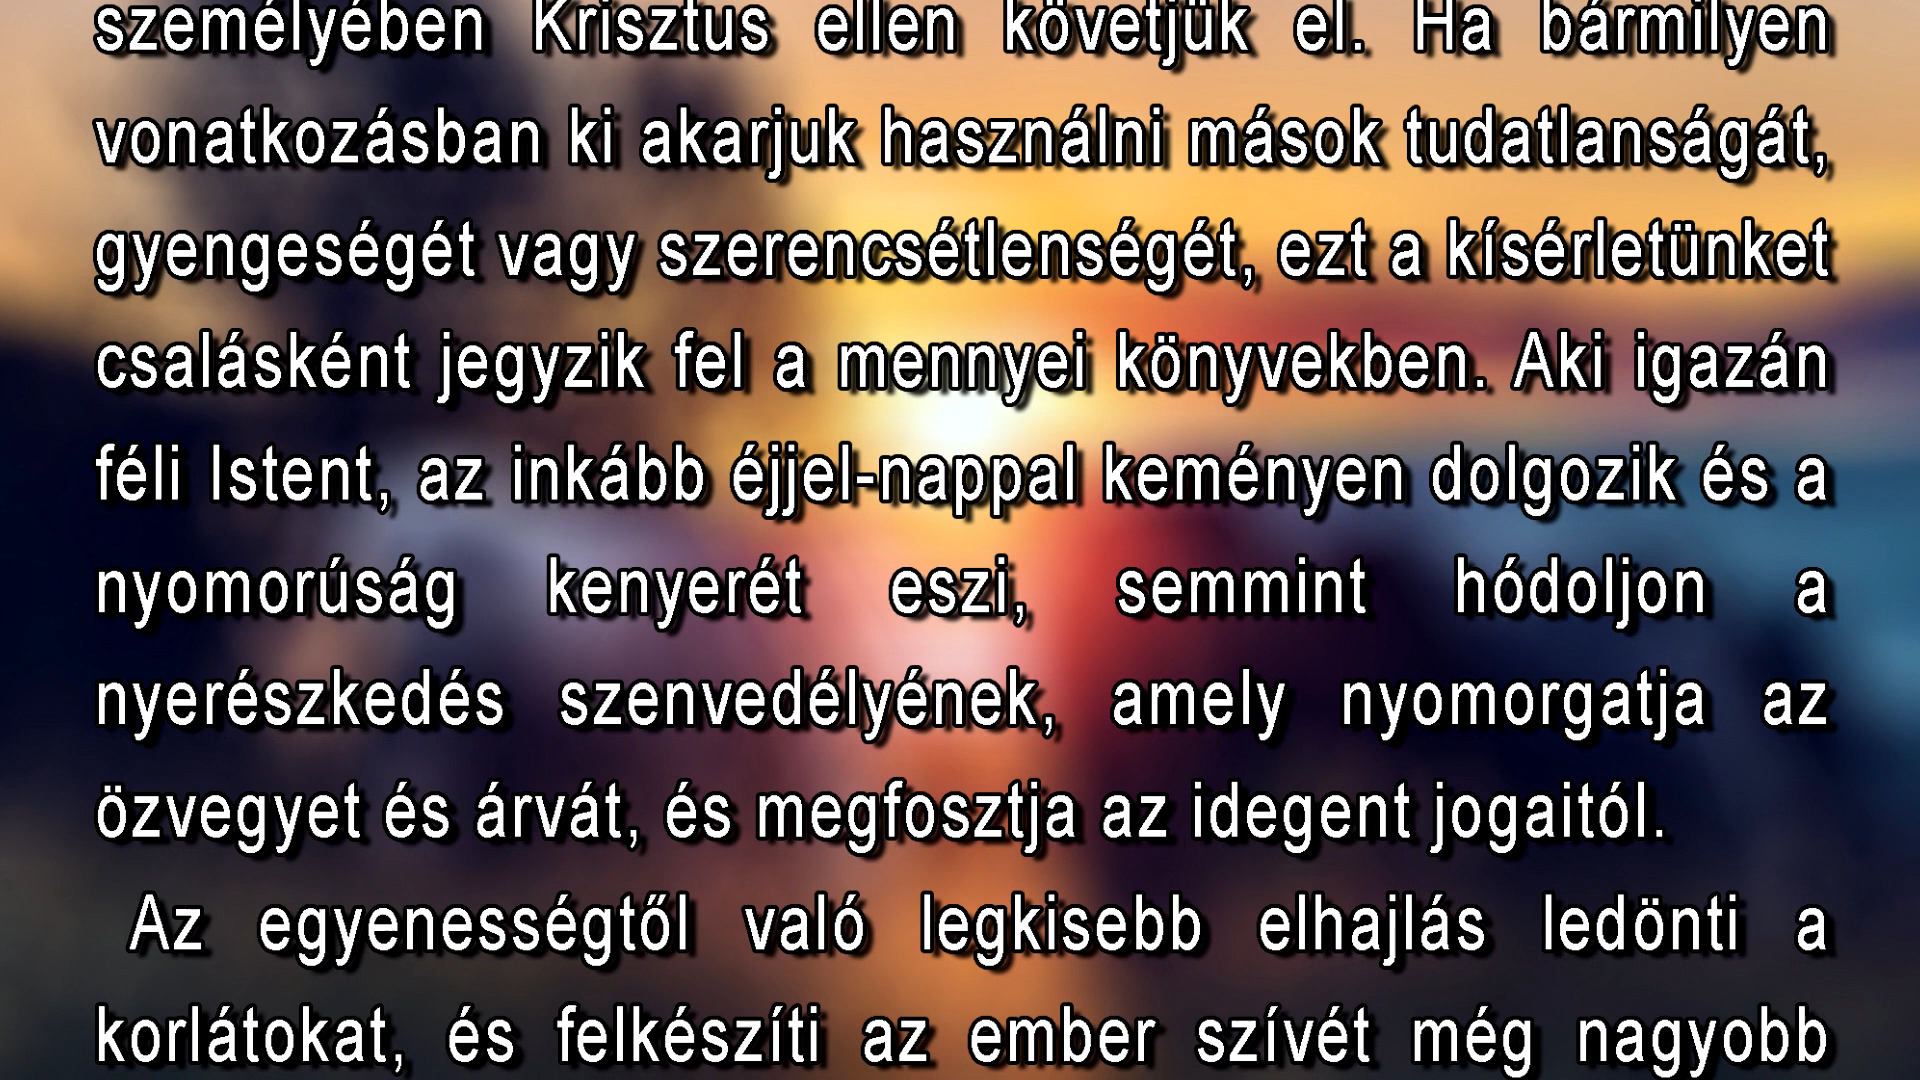 személyében Krisztus ellen követjük el. Ha bármilyen
vonatkozásban ki akarjuk használni mások tudatlanságát,
gyengeségét vagy szerencsétlenségét, ezt a kísérletünket
csalásként jegyzik fel a mennyei könyvekben. Aki igazán
féli Istent, az inkább éjjel-nappal keményen dolgozik és a
nyomorúság kenyerét eszi, semmint hódoljon a
nyerészkedés szenvedélyének, amely nyomorgatja az
özvegyet és árvát, és megfosztja az idegent jogaitól.
Az egyenességtől való legkisebb elhajlás ledönti a
korlátokat, és felkészíti az ember szívét még nagyobb